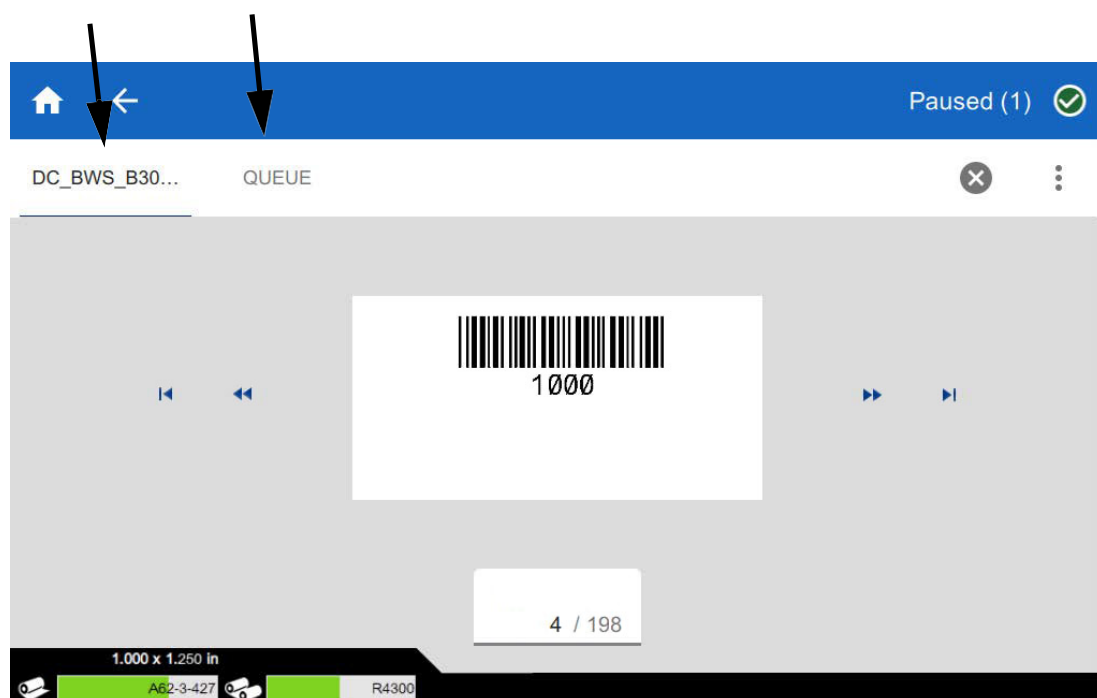 Paused (1)
DC_BWS_B30... QUEUE
1000
4 / 198
1.000 x 1.250 in
A62-3-427 R4300